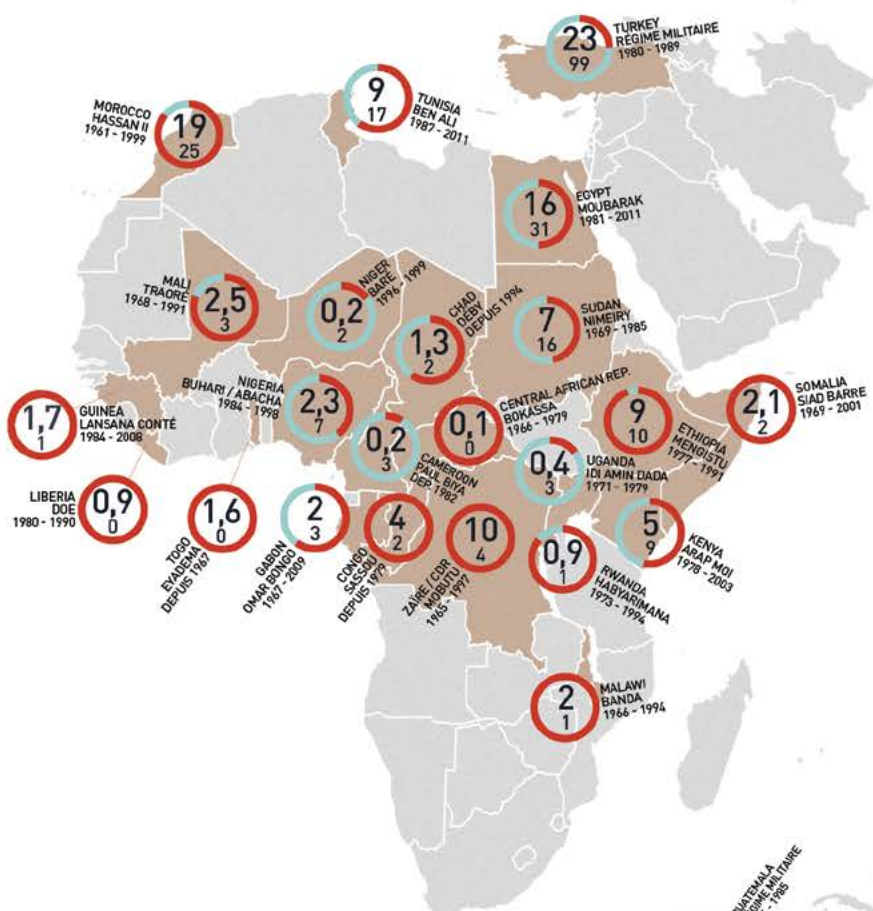 23
99
TURKEY
RÉGIME MILITAIRE
1980 - 1989
9
17
TUNISIA
BEN ALI
1987 - 2011
MOROCCO
HASSAN II
1961 - 1999
19
25
16
31
EGYPT
MOUBARAK
1981 - 2011
MALI
TRAORÉ
1968 - 1991
2,5
3
0,2
2
NIGER
BARÉ
1996 - 1999
1,3
2
CHAD
DEBY
DEPUIS 1994
7
16
SUDAN
NIMEIRY
1969 - 1985
NIGERIA
BUHARI / ABACHA
1984 - 1998
2,3
7
0,2
3
CAMEROON
PAUL BIYA
DEP 1982
0,1
0
CENTRAL AFRICAN REP.
BOKASSA
1966 - 1979
9
10
ETHIOPIA
MENGISTU
1977 - 1991
2,1
2
SOMALIA
SIAD BARRE
1969 - 2001
1,7
1
GUINEA
LANSANA CONTÉ
1984 - 2008
0,4
3
UGANDA
IDI AMIN DADA
1971 - 1979
LIBERIA
DOE
1980 - 1990
0,9
0
1,6
0
TOGO
EYADEMA
DEPUIS 1967
2
3
GABON
OMAR BONGO
1967 - 2009
4
2
CONGO
SASSOU
DEPUIS 1979
10
4
ZAÏRE / CDR
MOBUTU
1965 - 1997
0,9
1
RWANDA
HABYARIMANA
1973 - 1994
5
9
KENYA
ARAP MOI
1978 - 2003
2
1
MALAWI
BANDA
1966 - 1994